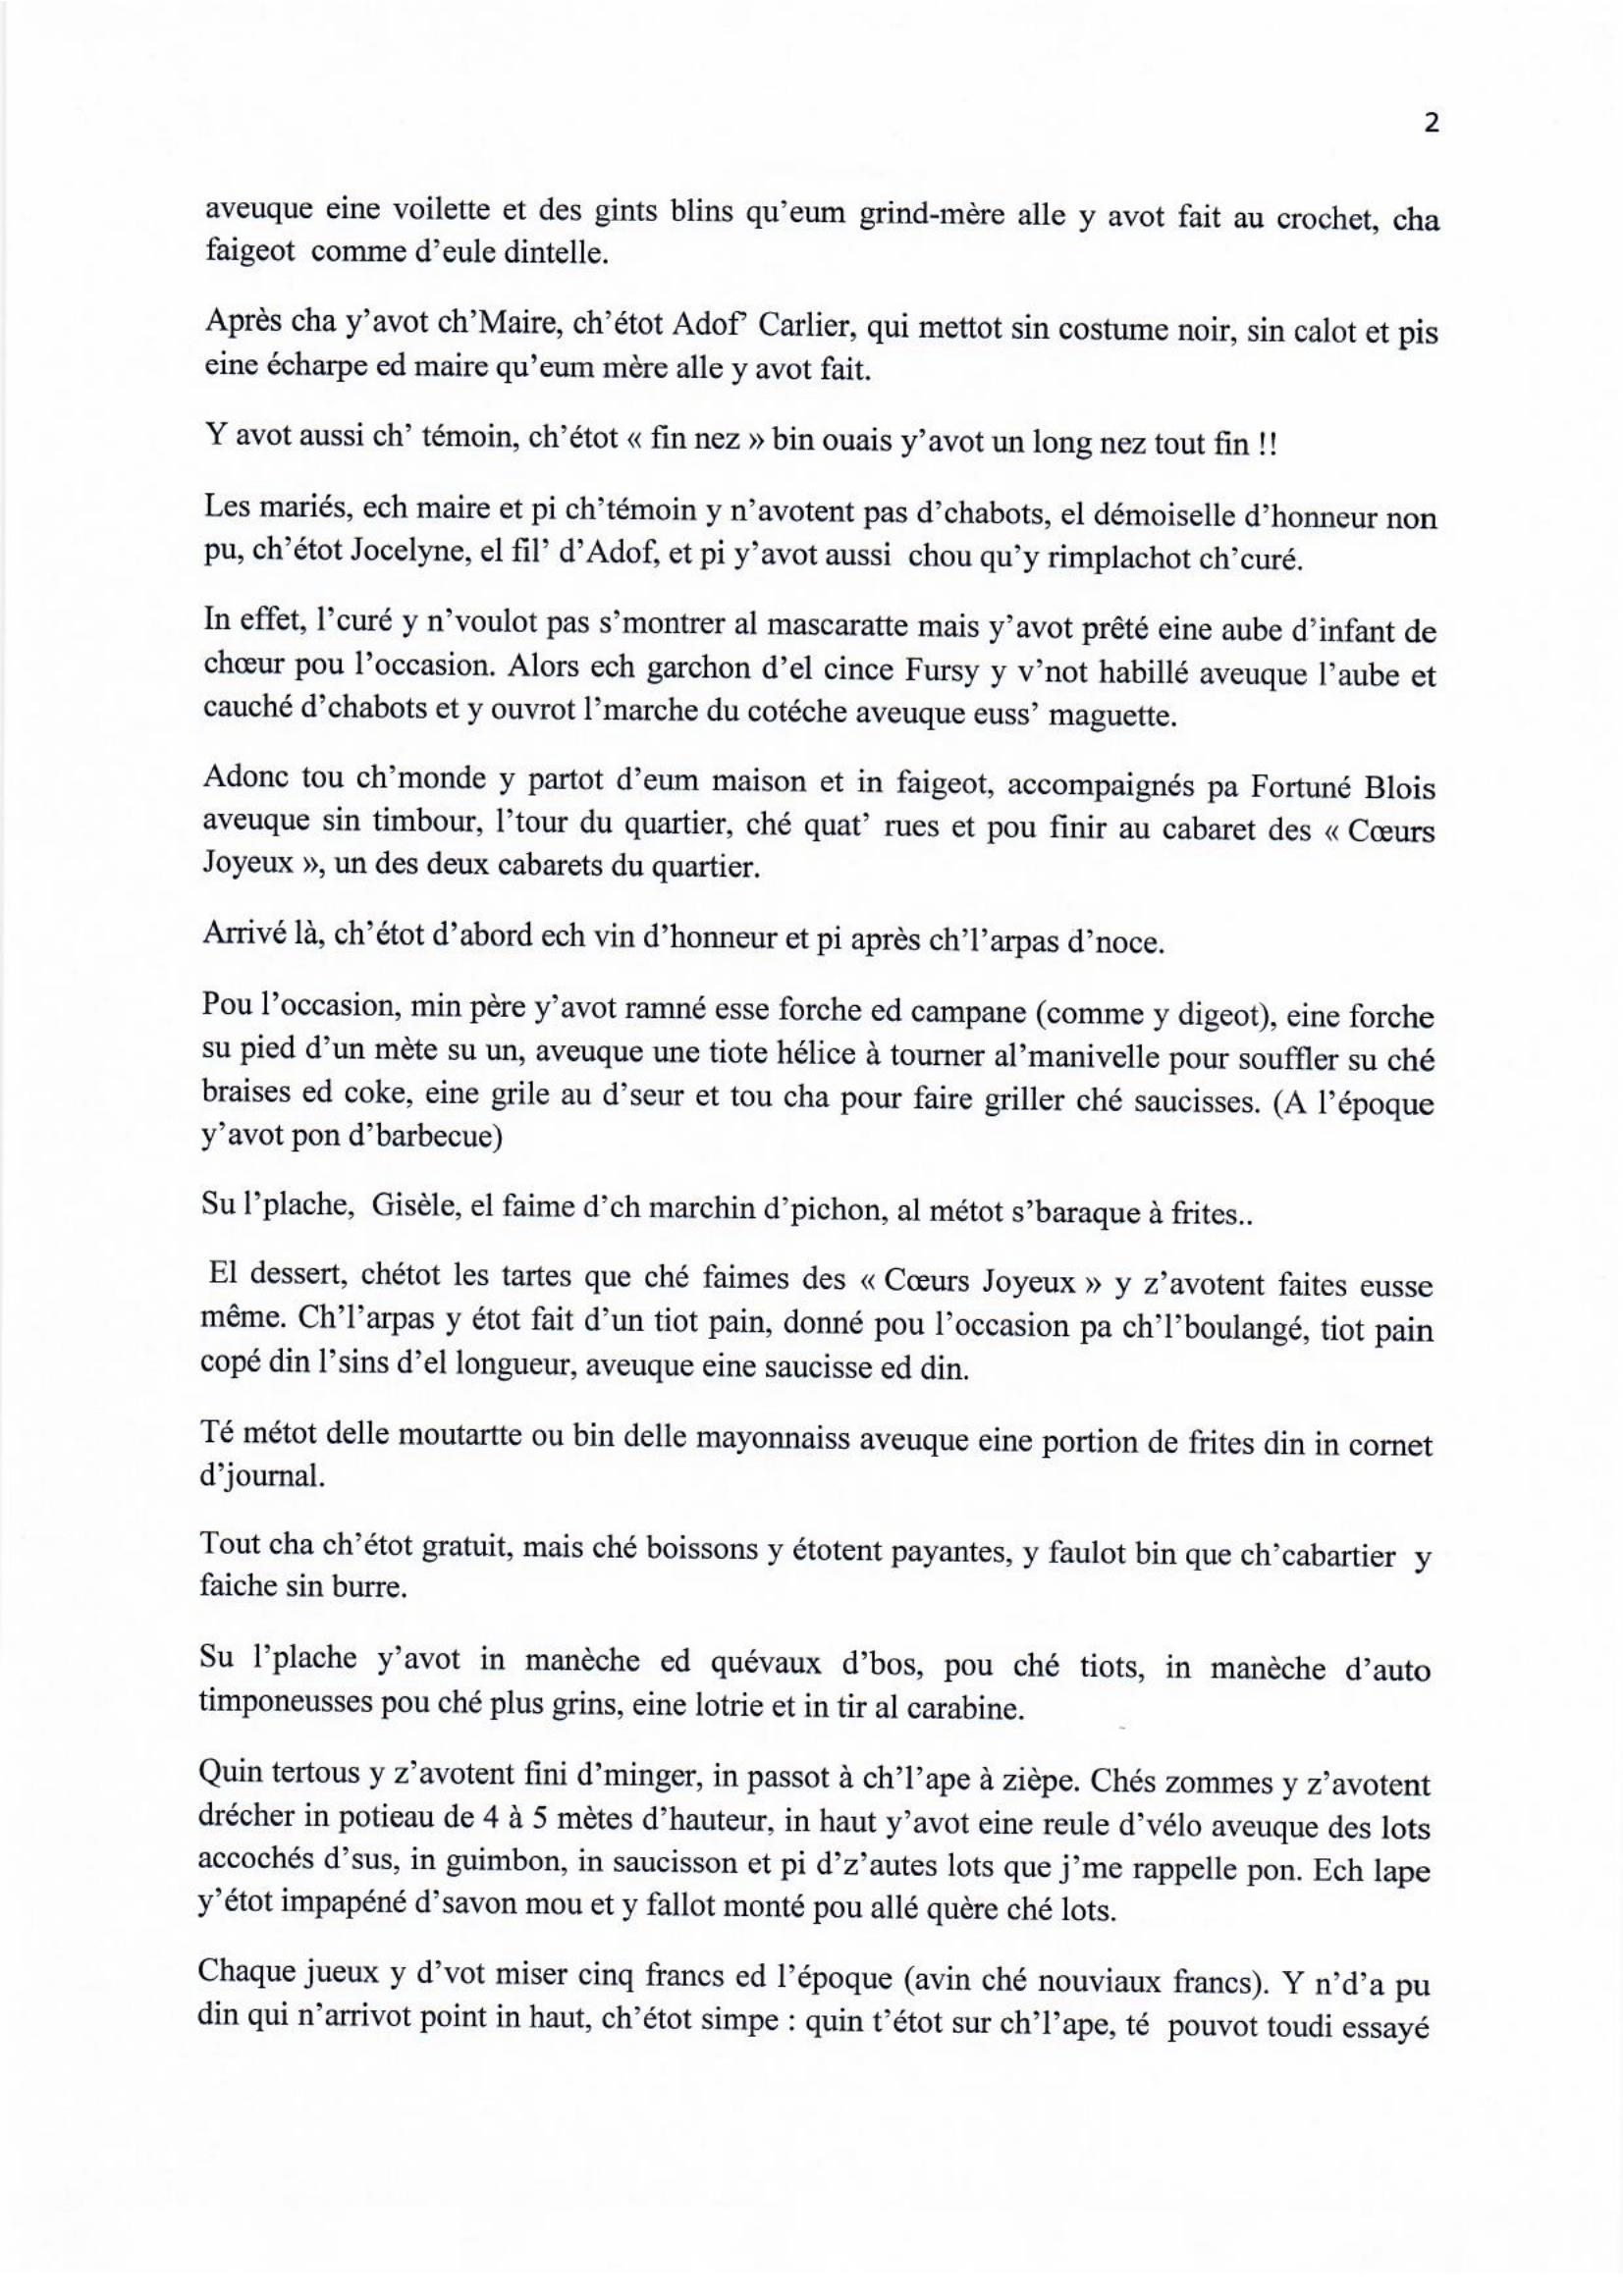 2
aveuque eine voilette et des gints blins qu'eum grind-mère alle y avot fait au crochet, cha
faigeot comme d'eule dintelle.
Après cha y'avot ch'Maire, ch'étot Adof' Carlier, qui mettot sin costume noir, sin calot et pis
eine écharpe ed maire qu'eum mère alle y avot fait.
Y avot aussi ch' témoin, ch'étot « fin nez » bin ouais y'avot un long nez tout fin !!
Les mariés, ech maire et pi ch'témoin y n'avotent pas d'chabots, el démoiselle d'honneur non
pu, ch'étot Jocelyne, el fil' d'Adof, et pi y'avot aussi chou qu'y rimplachot ch'curé.
In effet, l'curé y n'voulot pas s'montrer al mascaratte mais y'avot prêté eine aube d'infant de
chœur pou l'occasion. Alors ech garchon d'el cince Fursy y v'not habillé aveuque l'aube et
cauché d'chabots et y ouvrot l'marche du cotéche aveuque euss' maguette.
Adonc tou ch'monde y partot d'eum maison et in faigeot, accompaignés pa Fortuné Blois
aveuque sin timbour, l'tour du quartier, ché quat' rues et pou finir au cabaret des « Cœurs
Joyeux », un des deux cabarets du quartier.
Arrivé là, ch'étot d'abord ech vin d'honneur et pi après ch'l'arpas d'noce.
Pou l'occasion, min père y'avot ramné esse forche ed campane (comme y digeot), eine forche
su pied d'un mète su un, aveuque une tiote hélice à tourner al'manivelle pour souffler su ché
braises ed coke, eine grile au d'seur et tou cha pour faire griller ché saucisses. (A l'époque
y'avot pon d'barbecue)
Su l'plache, Gisèle, el faime d'ch marchin d'pichon, al métot s'baraque à frites..
El dessert, chétot les tartes que ché faimes des « Cœurs Joyeux » y z'avotent faites eusse
même. Ch'l'arpas y étot fait d'un tiot pain, donné pou l'occasion pa ch'l'boulangé, tiot pain
copé din l'sins d'el longueur, aveuque eine saucisse ed din.
Té métot delle moutartte ou bin delle mayonnaiss aveuque eine portion de frites din in cornet
d'journal.
Tout cha ch'étot gratuit, mais ché boissons y étotent payantes, y faulot bin que ch'cabartier y
faiche sin burre.
Su l'plache y'avot in manèche ed quévaux d'bos, pou ché tiots, in manèche d'auto
timponeusses pou ché plus grins, eine lotrie et in tir al carabine.
Quin tertous y z'avotent fini d'minger, in passot à ch'l'ape à zièpe. Chés zommes y z'avotent
drécher in potieau de 4 à 5 mètes d'hauteur, in haut y'avot eine reule d'vélo aveuque des lots
accochés d'sus, in guimbon, in saucisson et pi d'z'autes lots que j'me rappelle pon. Ech lape
y'étot impapéné d'savon mou et y fallot monté pou allé quère ché lots.
Chaque jueux y d'vot miser cinq francs ed l'époque (avin ché nouviaux francs). Y n'd'a pu
din qui n'arrivot point in haut, ch'étot simpe : quin t'étot sur ch'l'ape, té pouvot toudi essayé